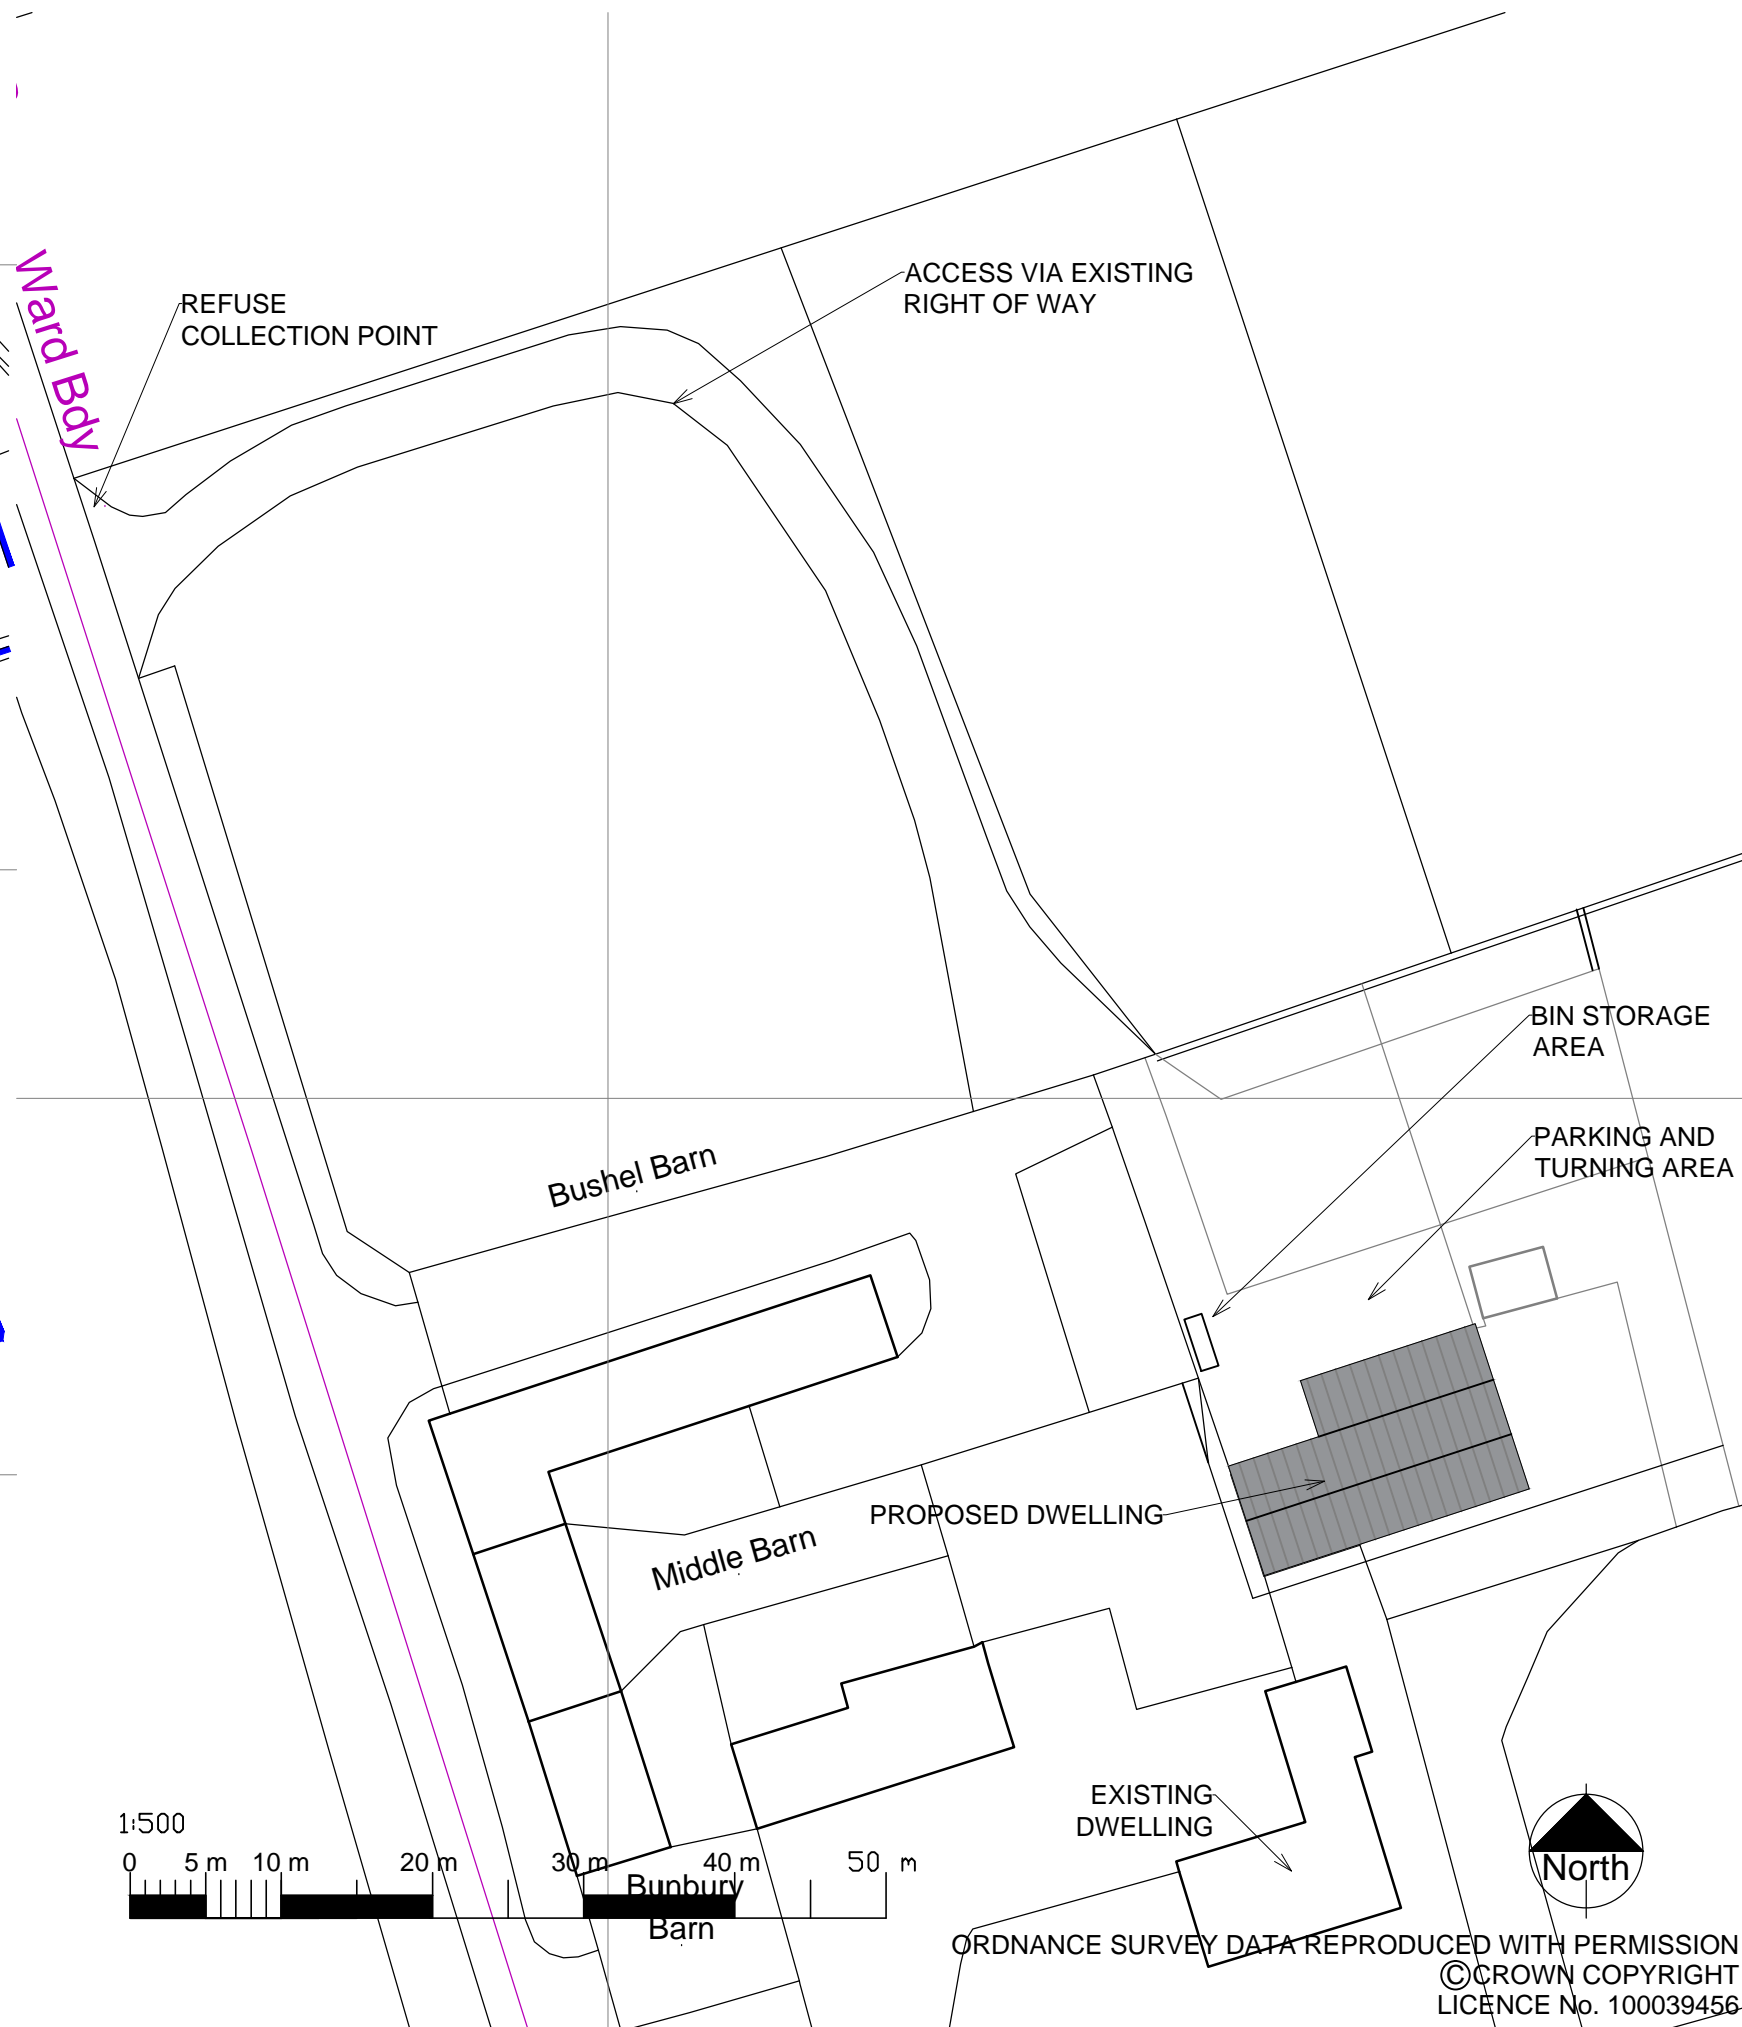 Ward Bdy
REFUSE
COLLECTION POINT
ACCESS VIA EXISTING
RIGHT OF WAY
BIN STORAGE
AREA
PARKING AND
TURNING AREA
Bushel Barn
PROPOSED DWELLING
Middle Barn
EXISTING
DWELLING
1:500
0 5 m 10 m 20 m 30 m 40 m 50 m
Bunbury
Barn
North
ORDNANCE SURVEY DATA REPRODUCED WITH PERMISSION
©CROWN COPYRIGHT
LICENCE No. 100039456